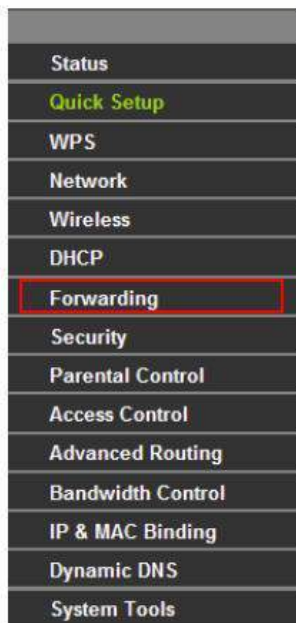 Status
Quick Setup
WPS
Network
Wireless
DHCP
Forwarding
Security
Parental Control
Access Control
Advanced Routing
Bandwidth Control
IP & MAC Binding
Dynamic DNS
System Tools